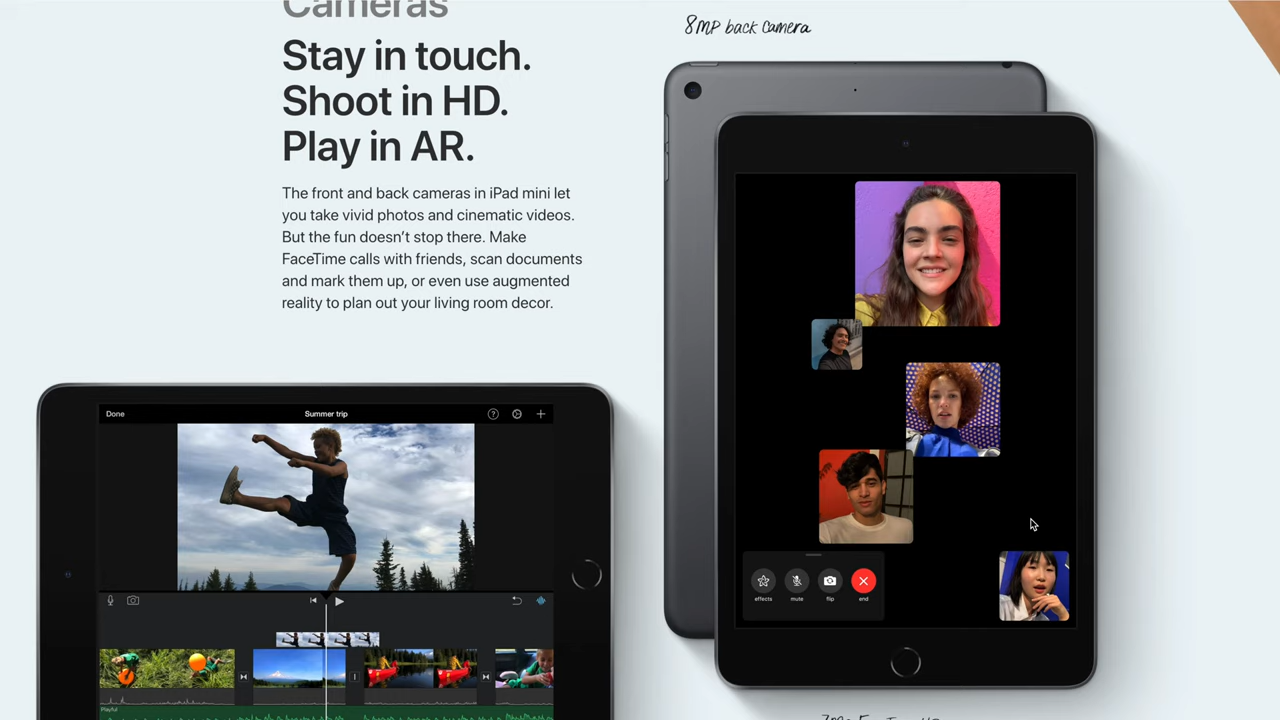 Cameras
Stay in touch.
Shoot in HD.
Play in AR.
The front and back cameras in iPad mini let
you take vivid photos and cinematic videos.
But the fun doesn’t stop there. Make
FaceTime calls with friends, scan documents
and mark them up, or even use augmented
reality to plan out your living room decor.
8MP back camera
Done
Summer trip
Playful
effects
mute
flip
end